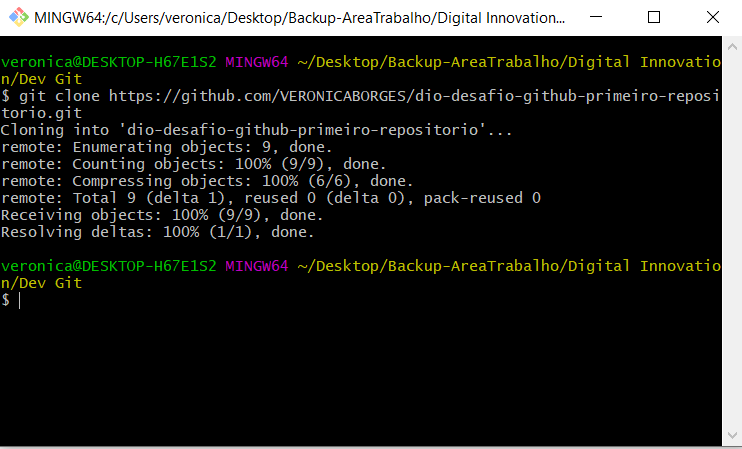 MINGW64:/c/Users/veronica/Desktop/Backup-AreaTrabalho/Digital Innovation...
veronica@DESKTOP-H67E1S2 MINGW64 ~/Desktop/Backup-AreaTrabalho/Digital Innovatio
n/Dev Git
$ git clone https://github.com/VERONICABORGES/dio-desafio-github-primeiro-reposi
torio.git
Cloning into 'dio-desafio-github-primeiro-repositorio'...
remote: Enumerating objects: 9, done.
remote: Counting objects: 100% (9/9), done.
remote: Compressing objects: 100% (6/6), done.
remote: Total 9 (delta 1), reused 0 (delta 0), pack-reused 0
Receiving objects: 100% (9/9), done.
Resolving deltas: 100% (1/1), done.
veronica@DESKTOP-H67E1S2 MINGW64 ~/Desktop/Backup-AreaTrabalho/Digital Innovatio
n/Dev Git
$